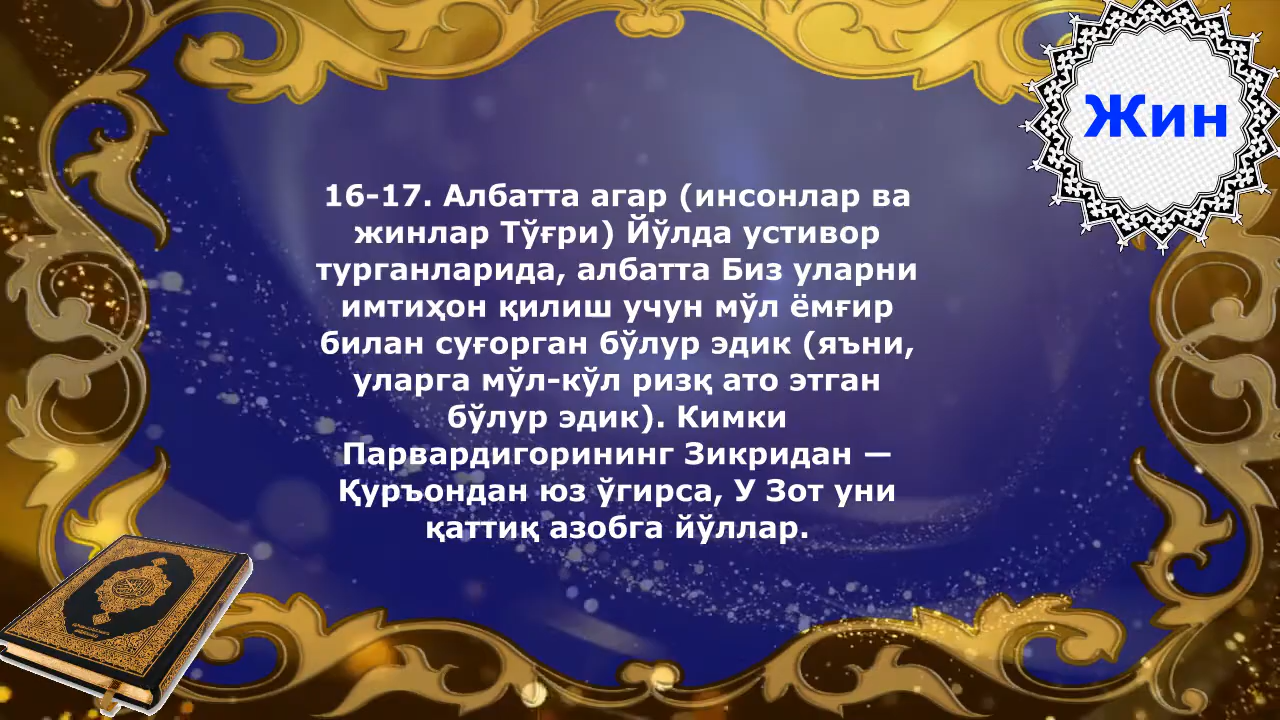 Жин
16-17. Албатта агар (инсонлар ва
жинлар Тўғри) Йўлда устивор
турганларида, албатта Биз уларни
имтиҳон қилиш учун мўл ёмғир
билан суғорган бўлур эдик (яъни,
уларга мўл-кўл ризқ ато этган
бўлур эдик). Кимки
Парвардигорининг Зикридан —
Қуръондан юз ўгирса, У Зот уни
қаттиқ азобга йўллар.